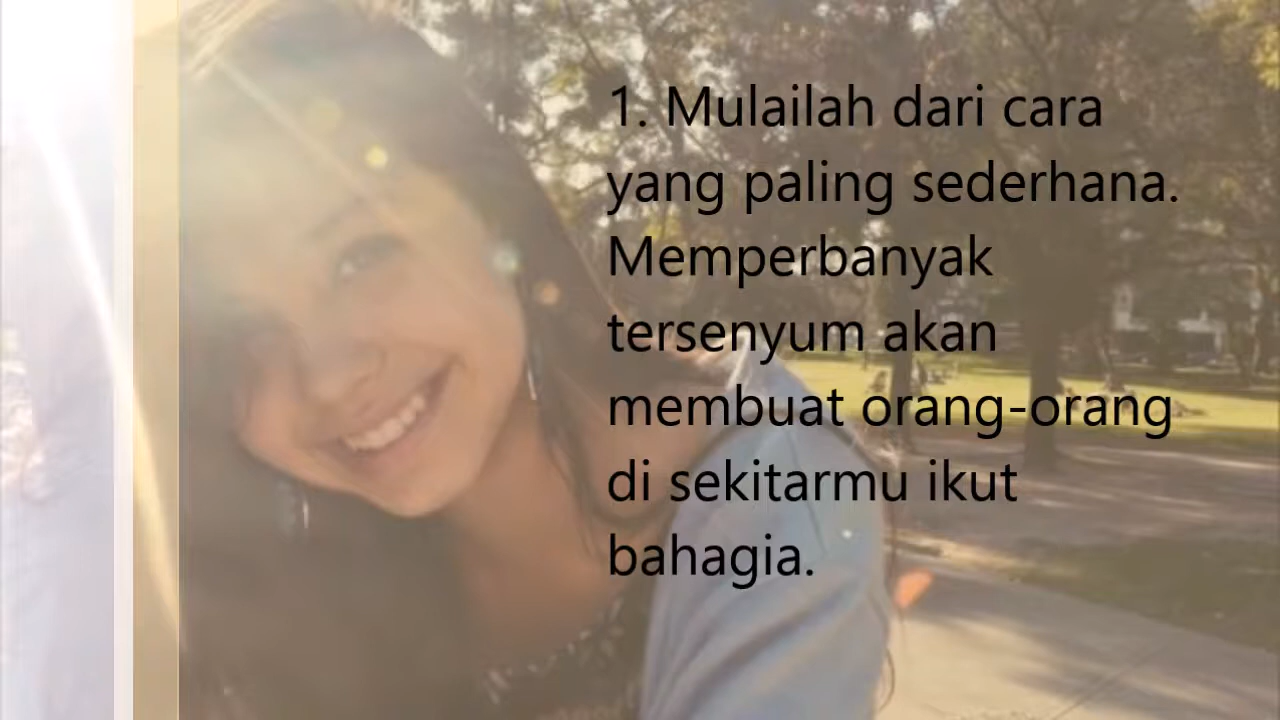 1. Mulailah dari cara
yang paling sederhana.
Memperbanyak
tersenyum akan
membuat orang-orang
di sekitarmu ikut
bahagia.